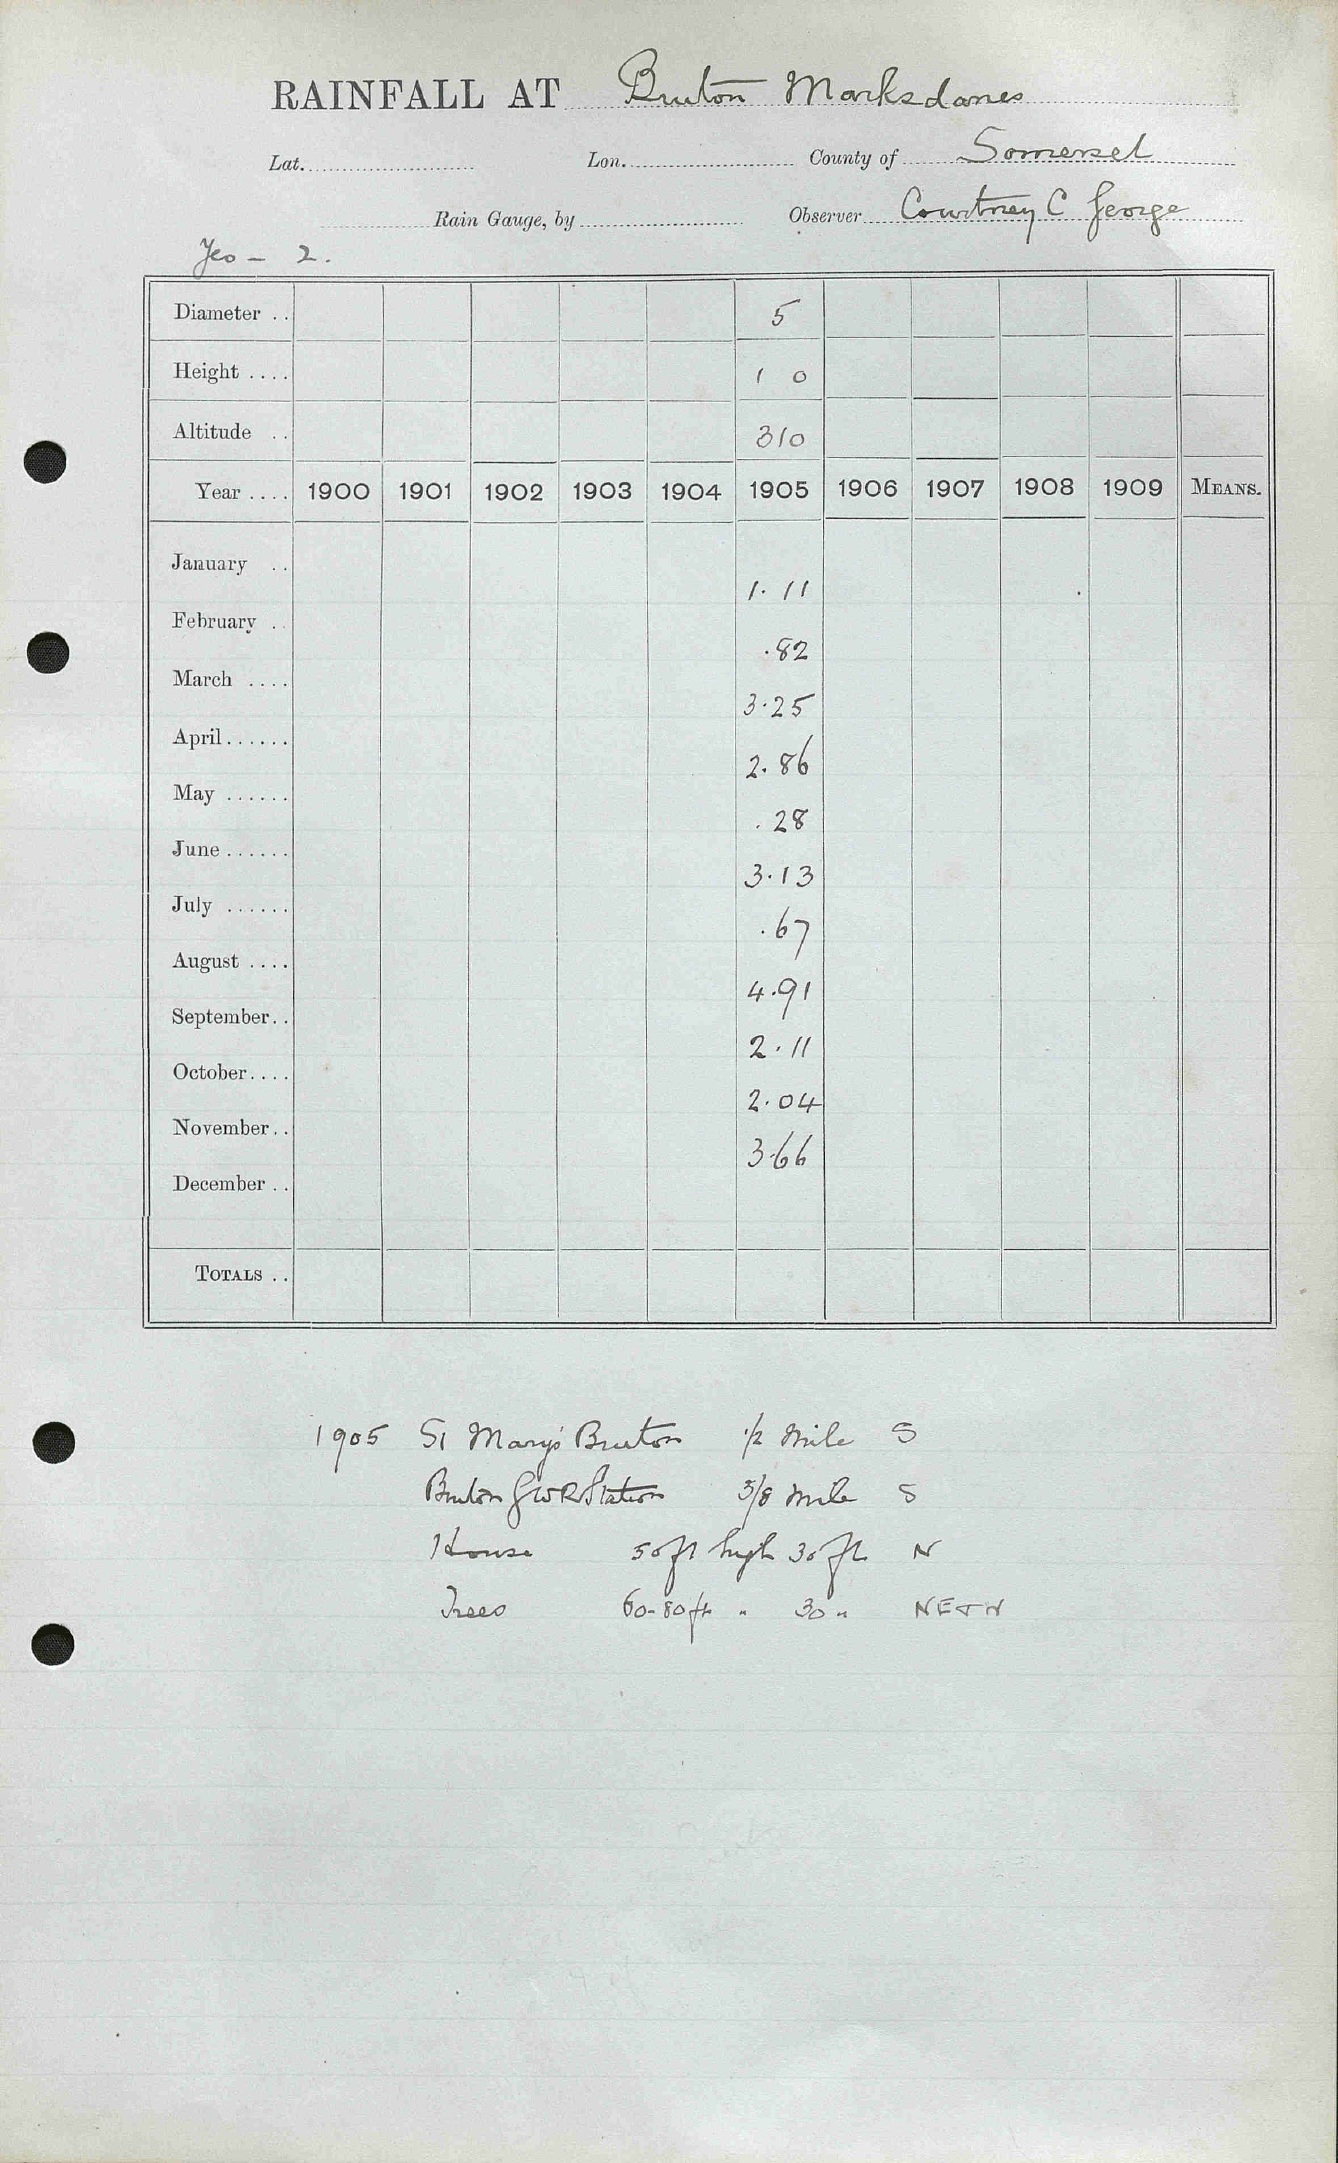 RAINFALL AT Bruton Marksdanes
Lat. Lon. County of Somerset
Rain Gauge, by Observer Courtney C George
Yeo - 2.
Diameter .. 5
Height .... 1 0
Altitude .. 310
Year .... 1900 1901 1902 1903 1904 1905 1906 1907 1908 1909 MEANS.
January ..
1.11
February ..
.82
March ....
3.25
April ......
2.86
May ......
.28
June ......
3.13
July ......
.67
August ....
4.91
September..
2.11
October....
2.04
November..
3.66
December ..
TOTALS ..
1905 St Mary's Bruton 1/2 mile S
Bruton GWR Station 3/8 mile S
House 50ft high 30 ft N
Trees 60-80ft " 30 " NE + N